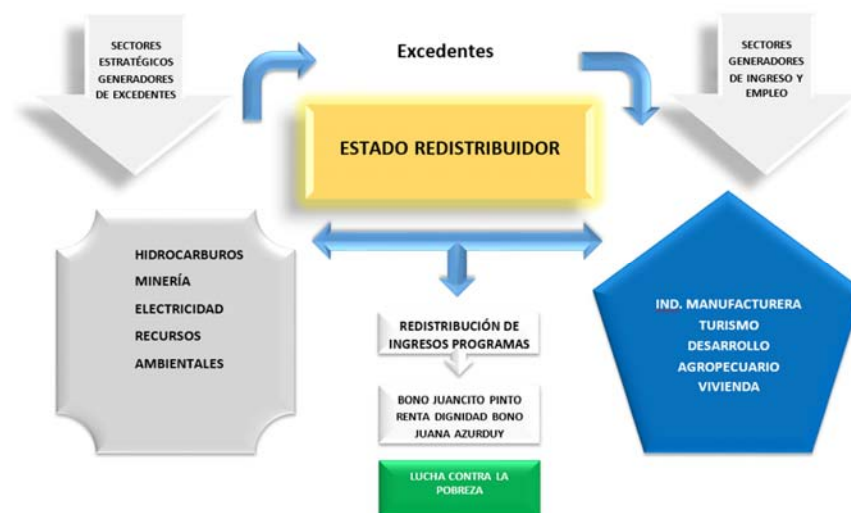 SECTORES
ESTRATÉGICOS
GENERADORES
DE EXCEDENTES
Excedentes
SECTORES
GENERADORES
DE INGRESO Y
EMPLEO
ESTADO REDISTRIBUIDOR
HIDROCARBUROS
MINERÍA
ELECTRICIDAD
RECURSOS
AMBIENTALES
REDISTRIBUCIÓN DE
INGRESOS PROGRAMAS
BONO JUANCITO PINTO
RENTA DIGNIDAD BONO
JUANA AZURDUY
LUCHA CONTRA LA
POBREZA
IND. MANUFACTURERA
TURISMO
DESARROLLO
AGROPECUARIO
VIVIENDA